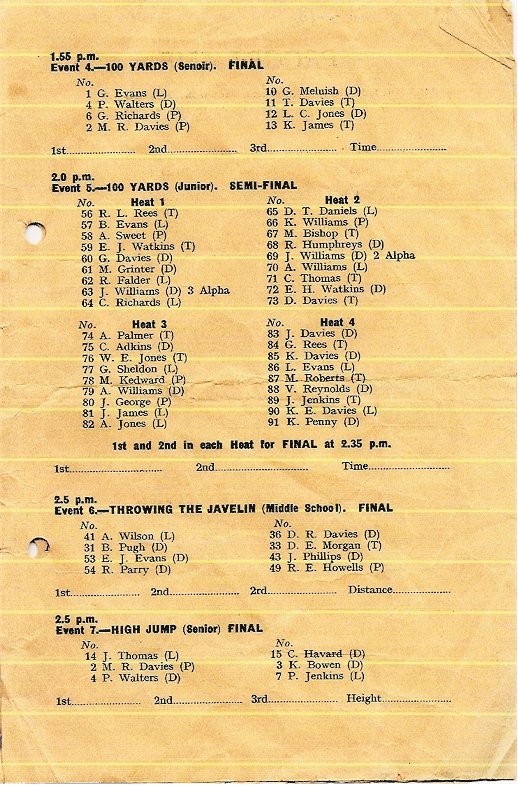 1.55 p.m.
Event 4.—100 YARDS (Senoir). FINAL
No.
1 G. Evans (L)
4 P. Walters (D)
6 G. Richards (P)
2 M. R. Davies (P)
No.
10 G. Meluish (D)
11 T. Davies (T)
12 L. C. Jones (D)
13 K. James (T)
1st.................... 2nd.................... 3rd.................... Time....................
2.0 p.m.
Event 5.—100 YARDS (Junior). SEMI-FINAL
No. Heat 1
56 R. L. Rees (T)
57 B. Evans (L)
58 A. Sweet (P)
59 E. J. Watkins (T)
60 G. Davies (D)
61 M. Grinter (D)
62 R. Falder (L)
63 J. Williams (D) 3 Alpha
64 C. Richards (L)
No. Heat 2
65 D. T. Daniels (L)
66 K. Williams (P)
67 M. Bishop (T)
68 R. Humphreys (D)
69 J. Williams (D) 2 Alpha
70 A. Williams (L)
71 C. Thomas (T)
72 E. H. Watkins (D)
73 D. Davies (T)
No. Heat 3
74 A. Palmer (T)
75 C. Adkins (D)
76 W. E. Jones (T)
77 G. Sheldon (L)
78 M. Kedward (P)
79 A. Williams (D)
80 J. George (P)
81 J. James (L)
82 A. Jones (L)
No. Heat 4
83 J. Davies (D)
84 G. Rees (T)
85 K. Davies (D)
86 L. Evans (L)
87 M. Roberts (T)
88 V. Reynolds (D)
89 J. Jenkins (T)
90 K. E. Davies (L)
91 K. Penny (D)
1st and 2nd in each Heat for FINAL at 2.35 p.m.
1st.................... 2nd.................... Time....................
2.5 p.m.
Event 6.—THROWING THE JAVELIN (Middle School). FINAL
No.
41 A. Wilson (L)
31 B. Pugh (D)
53 E. J. Evans (D)
54 R. Parry (D)
No.
36 D. R. Davies (D)
33 D. E. Morgan (T)
43 J. Phillips (D)
49 R. E. Howells (P)
1st.................... 2nd.................... 2rd.................... Distance....................
2.5 p.m.
Event 7.—HIGH JUMP (Senior) FINAL
No.
14 J. Thomas (L)
2 M. R. Davies (P)
4 P. Walters (D)
No.
15 C. Havard (D)
3 K. Bowen (D)
7 P. Jenkins (L)
1st.................... 2nd.................... 3rd.................... Height....................